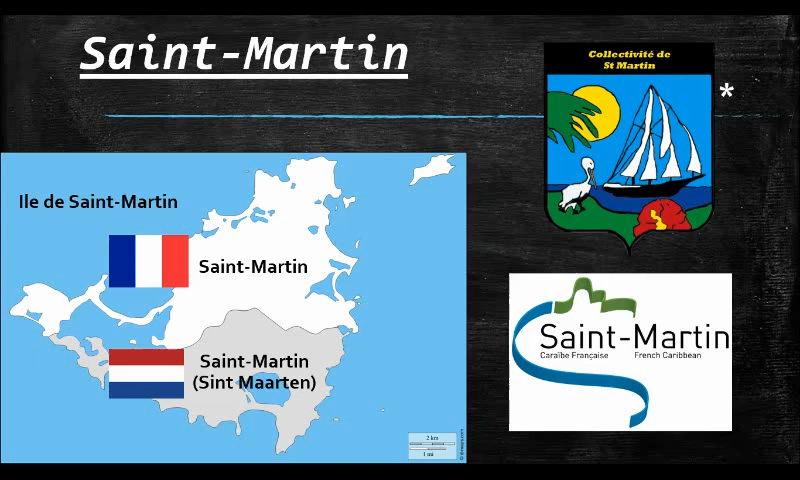 Saint-Martin
Collectivité de
St Martin
*
Ile de Saint-Martin
Saint-Martin
Saint-Martin
(Sint Maarten)
2 km
1 mi
Saint-Martin
Caraïbe Française French Caribbean